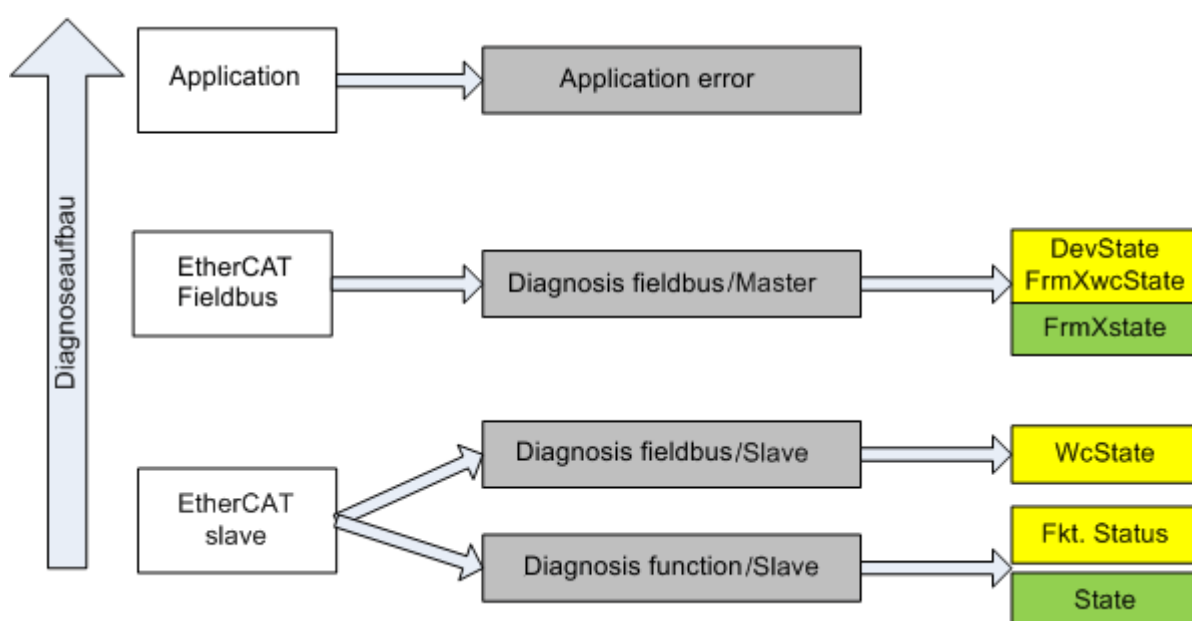 Diagnoseaufbau
Application
Application error
EtherCAT
Fieldbus
Diagnosis fieldbus/Master
DevState
FrmXwcState
FrmXstate
EtherCAT
slave
Diagnosis fieldbus/Slave
WcState
Diagnosis function/Slave
Fkt. Status
State